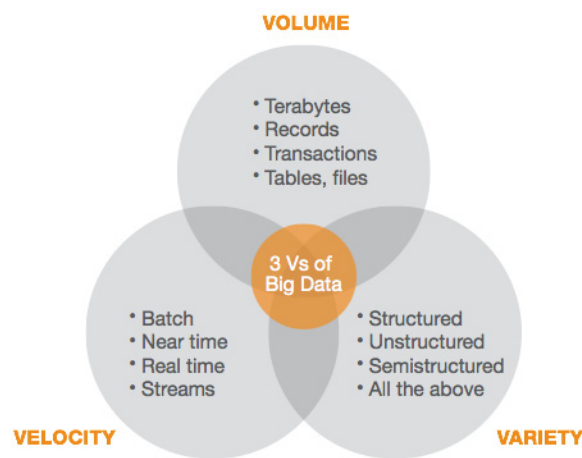 VOLUME
• Terabytes
• Records
• Transactions
• Tables, files
3 Vs of
Big Data
• Batch
• Near time
• Real time
• Streams
• Structured
• Unstructured
• Semistructured
• All the above
VELOCITY
VARIETY